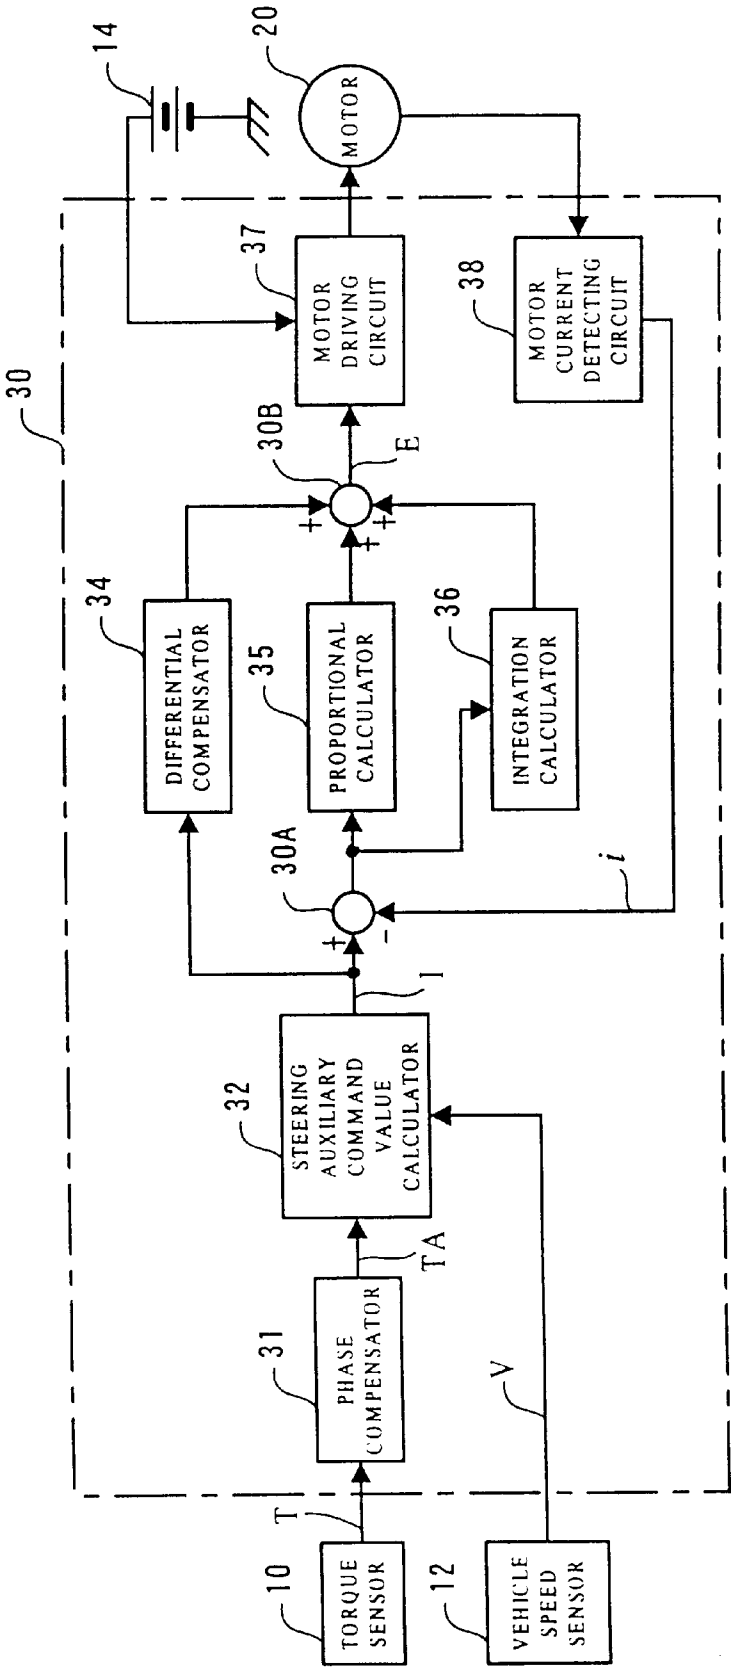 30
14
20
MOTOR
37
MOTOR
DRIVING
CIRCUIT
38
MOTOR
CURRENT
DETECTING
CIRCUIT
30B
E
+
+
+
34
DIFFERENTIAL
COMPENSATOR
35
PROPORTIONAL
CALCULATOR
36
INTEGRATION
CALCULATOR
30A
+
-
i
I
32
STEERING
AUXILIARY
COMMAND
VALUE
CALCULATOR
TA
31
PHASE
COMPENSATOR
V
T
10
TORQUE
SENSOR
12
VEHICLE
SPEED
SENSOR